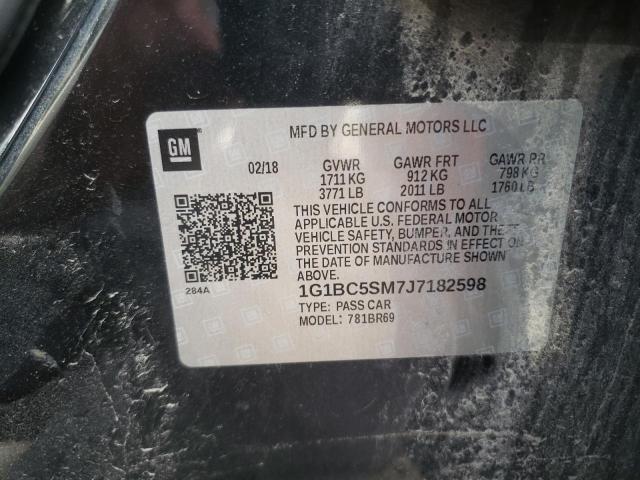 GM
MFD BY GENERAL MOTORS LLC
02/18 GVWR GAWR FRT GAWR RR
1711 KG 912 KG 798 KG
3771 LB 2011 LB 1760 LB
THIS VEHICLE CONFORMS TO ALL
APPLICABLE U.S. FEDERAL MOTOR
VEHICLE SAFETY, BUMPER, AND THEFT
PREVENTION STANDARDS IN EFFECT ON
THE DATE OF MANUFACTURE SHOWN
ABOVE.
284A
1G1BC5SM7J7182598
TYPE: PASS CAR
MODEL: 781BR69